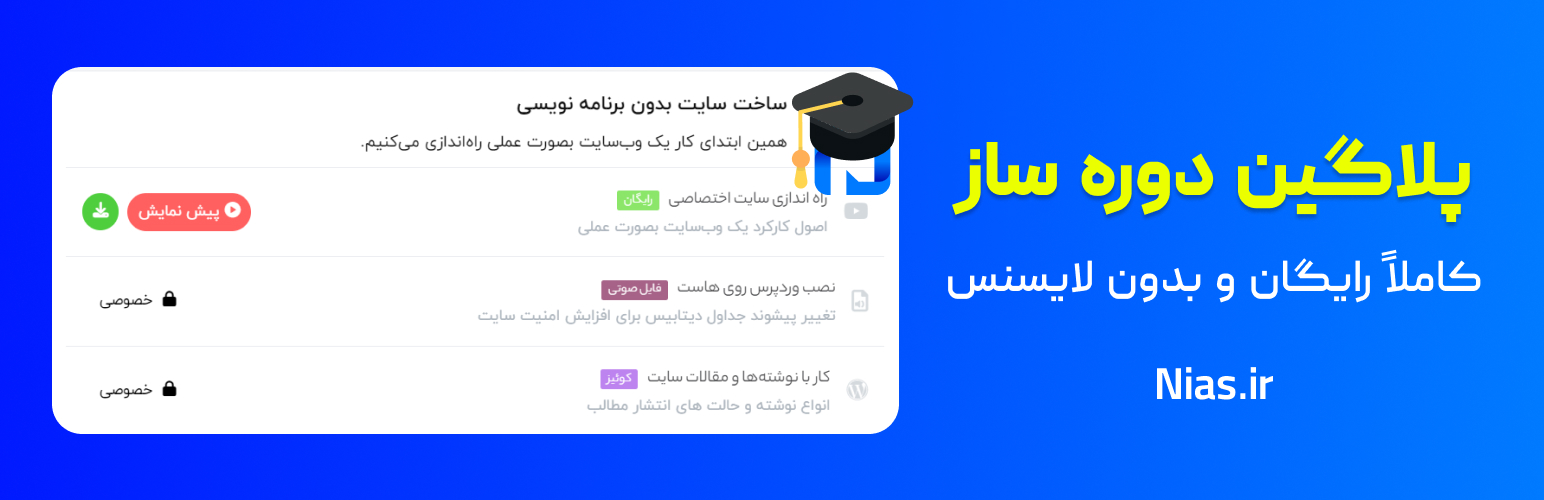 پلاگین دوره ساز
کاملاً رایگان و بدون لایسنس
Nias.ir
ساخت سایت بدون برنامه نویسی
همین ابتدای کار یک وب‌سایت بصورت عملی راه‌اندازی می‌کنیم.
راه اندازی سایت اختصاصی رایگان
اصول کارکرد یک وب‌سایت بصورت عملی
پیش نمایش
نصب وردپرس روی هاست فایل صوتی
تغییر پیشوند جداول دیتابیس برای افزایش امنیت سایت
خصوصی
کار با نوشته‌ها و مقالات سایت کوئیز
انواع نوشته و حالت های انتشار مطالب
خصوصی